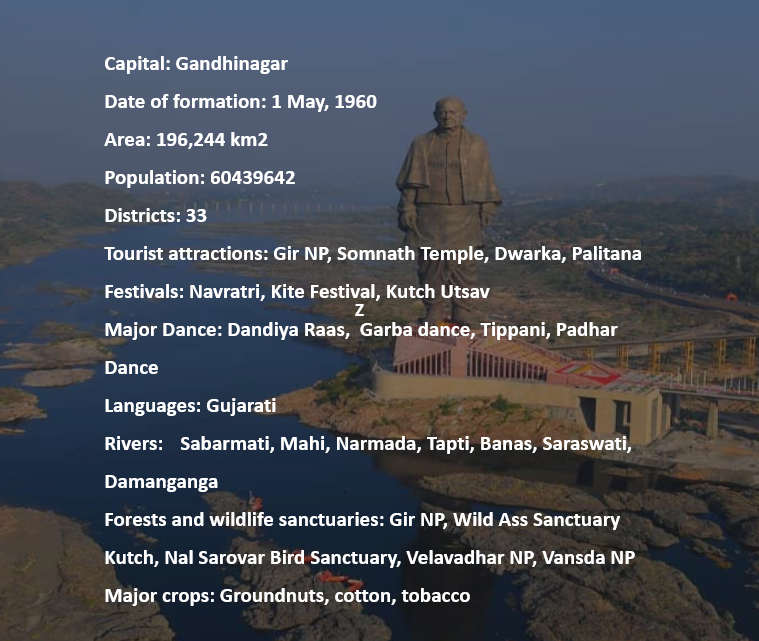 Capital: Gandhinagar
Date of formation: 1 May, 1960
Area: 196,244 km2
Population: 60439642
Districts: 33
Tourist attractions: Gir NP, Somnath Temple, Dwarka, Palitana
Festivals: Navratri, Kite Festival, Kutch Utsav
Z
Major Dance: Dandiya Raas,  Garba dance, Tippani, Padhar
Dance
Languages: Gujarati
Rivers:   Sabarmati, Mahi, Narmada, Tapti, Banas, Saraswati,
Damanganga
Forests and wildlife sanctuaries: Gir NP, Wild Ass Sanctuary
Kutch, Nal Sarovar Bird Sanctuary, Velavadhar NP, Vansda NP
Major crops: Groundnuts, cotton, tobacco